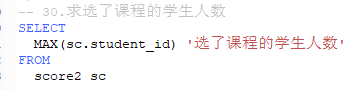 -- 30.求选了课程的学生人数
SELECT
MAX(sc.student_id) '选了课程的学生人数'
FROM
score2 sc